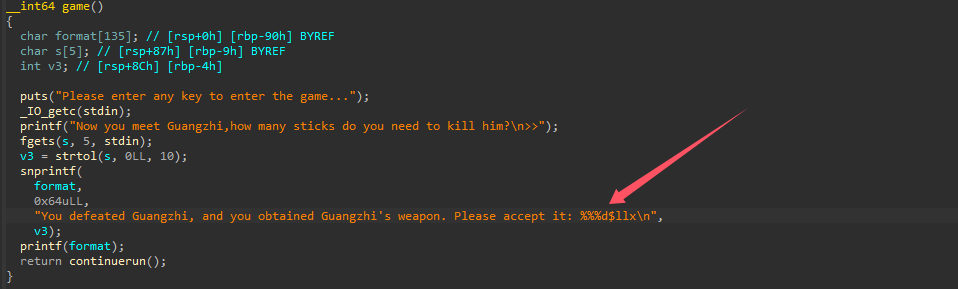 __int64 game()
{
char format[135]; // [rsp+0h] [rbp-90h] BYREF
char s[5]; // [rsp+87h] [rbp-9h] BYREF
int v3; // [rsp+8Ch] [rbp-4h]
puts("Please enter any key to enter the game...");
_IO_getc(stdin);
printf("Now you meet Guangzhi,how many sticks do you need to kill him?\n>>");
fgets(s, 5, stdin);
v3 = strtol(s, 0LL, 10);
snprintf(
format,
0x64uLL,
"You defeated Guangzhi, and you obtained Guangzhi's weapon. Please accept it: %%%d$llx\n",
v3);
printf(format);
return continuerun();
}